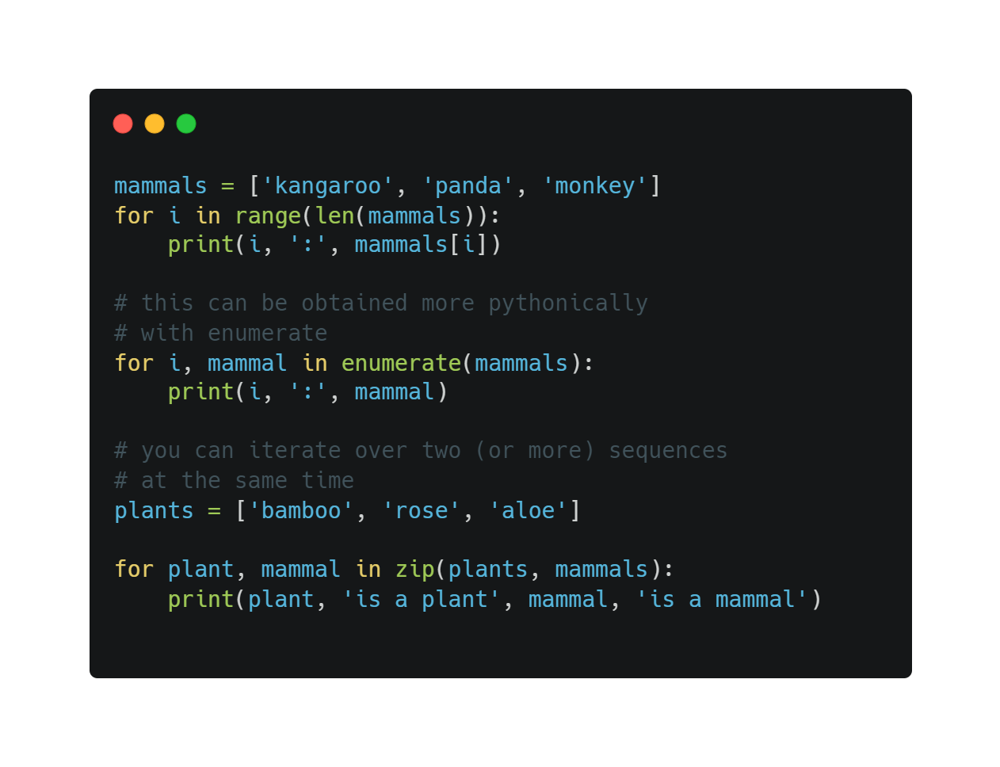 mammals = ['kangaroo', 'panda', 'monkey']
for i in range(len(mammals)):
    print(i, ':', mammals[i])

# this can be obtained more pythonically
# with enumerate
for i, mammal in enumerate(mammals):
    print(i, ':', mammal)

# you can iterate over two (or more) sequences
# at the same time
plants = ['bamboo', 'rose', 'aloe']

for plant, mammal in zip(plants, mammals):
    print(plant, 'is a plant', mammal, 'is a mammal')